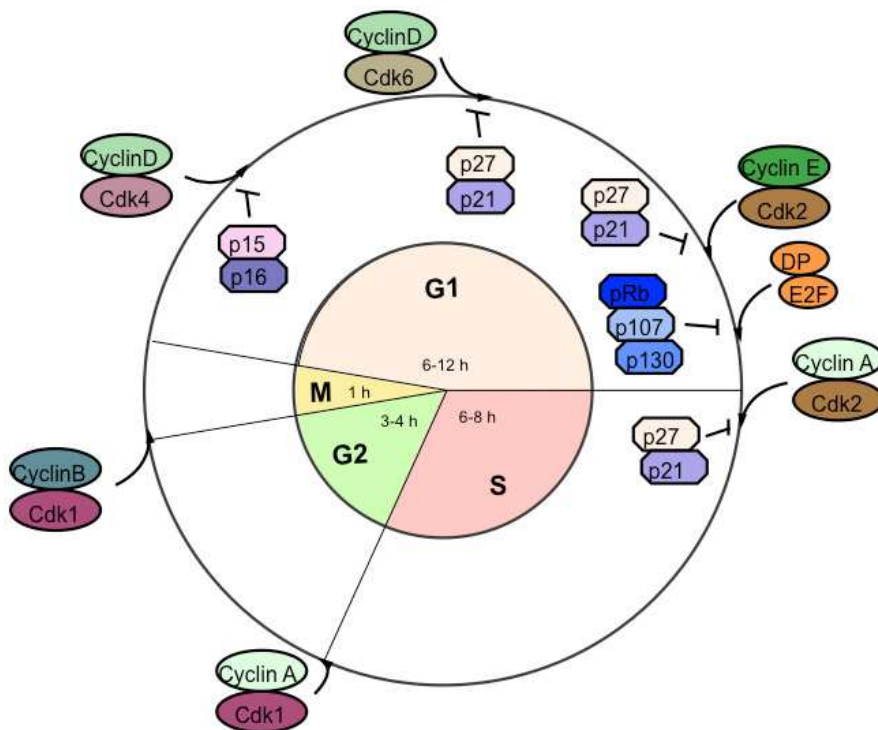 CyclinD
Cdk6
CyclinD
Cdk4
p27
p21
Cyclin E
Cdk2
p27
p21
p15
p16
DP
E2F
pRb
p107
p130
G1
6-12 h
Cyclin A
Cdk2
M
1 h
3-4 h
6-8 h
p27
p21
G2
S
CyclinB
Cdk1
Cyclin A
Cdk1